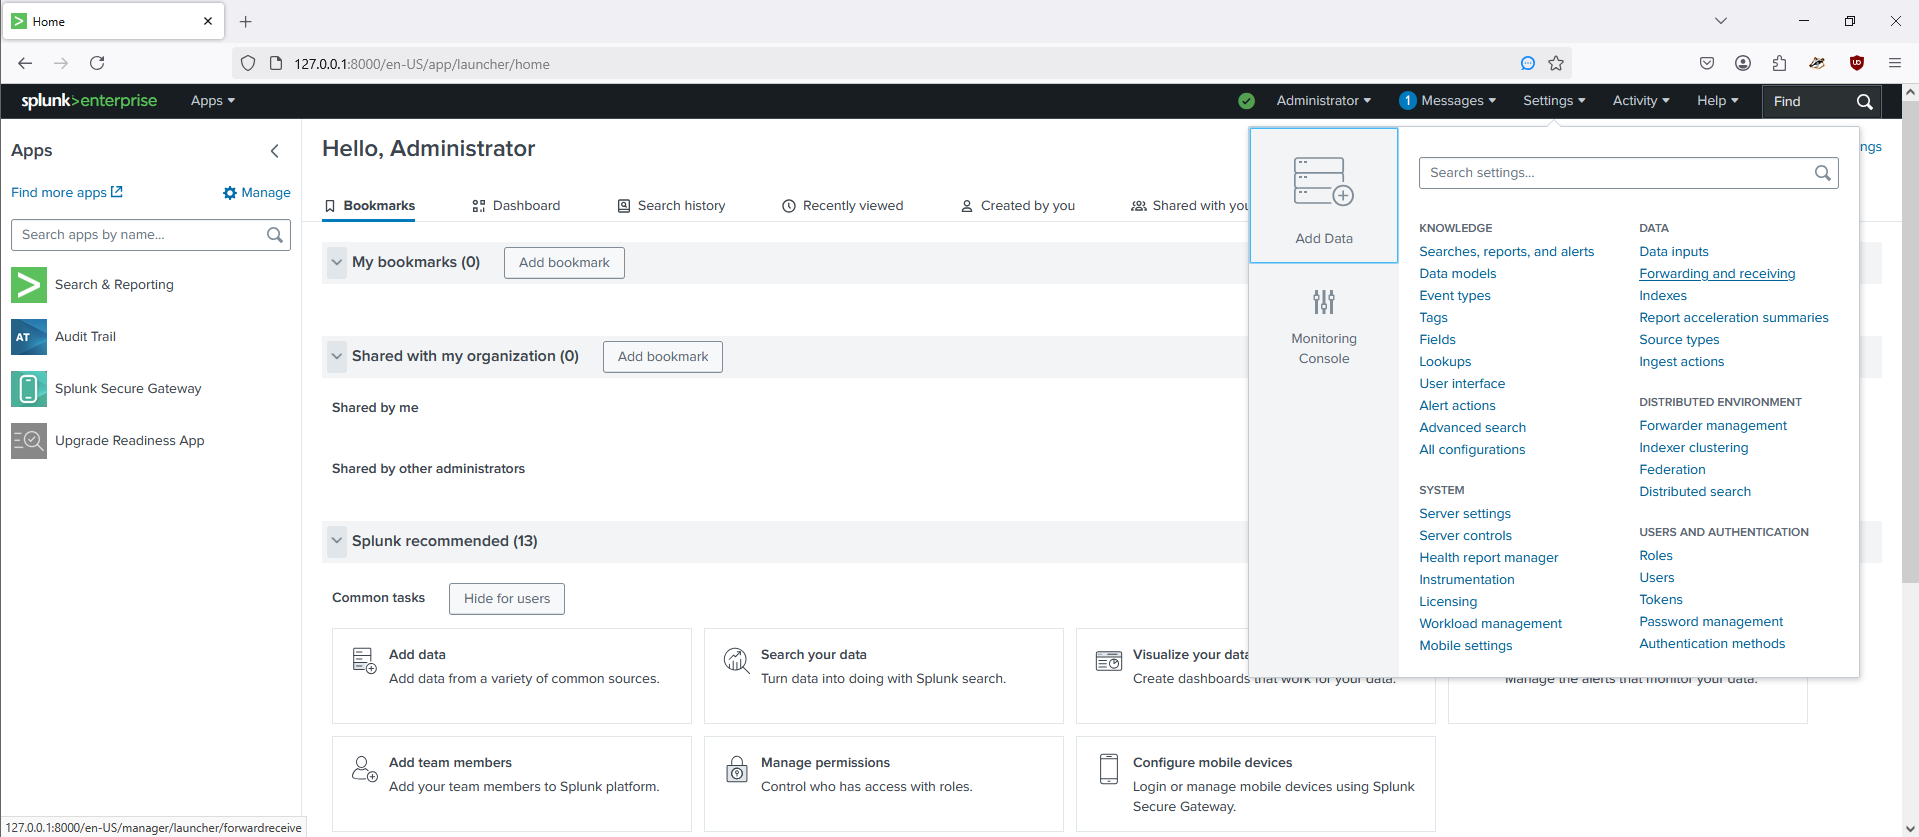 Home
127.0.0.1:8000/en-US/app/launcher/home
splunk>enterprise Apps Administrator 1 Messages Settings Activity Help Find
Apps
Find more apps Manage
Search apps by name...
Search & Reporting
AT Audit Trail
Splunk Secure Gateway
Upgrade Readiness App
Hello, Administrator
Bookmarks Dashboard Search history Recently viewed Created by you Shared with you
My bookmarks (0) Add bookmark
Shared with my organization (0) Add bookmark
Shared by me
Shared by other administrators
Splunk recommended (13)
Common tasks Hide for users
Add data
Add data from a variety of common sources.
Search your data
Turn data into doing with Splunk search.
Visualize your data
Create dashboards that work for your data.
Manage the alerts that monitor your data.
Add team members
Add your team members to Splunk platform.
Manage permissions
Control who has access with roles.
Configure mobile devices
Login or manage mobile devices using Splunk
Secure Gateway.
Add Data
Monitoring
Console
Search settings...
KNOWLEDGE
Searches, reports, and alerts
Data models
Event types
Tags
Fields
Lookups
User interface
Alert actions
Advanced search
All configurations
SYSTEM
Server settings
Server controls
Health report manager
Instrumentation
Licensing
Workload management
Mobile settings
DATA
Data inputs
Forwarding and receiving
Indexes
Report acceleration summaries
Source types
Ingest actions
DISTRIBUTED ENVIRONMENT
Forwarder management
Indexer clustering
Federation
Distributed search
USERS AND AUTHENTICATION
Roles
Users
Tokens
Password management
Authentication methods
127.0.0.1:8000/en-US/manager/launcher/forwardreceive